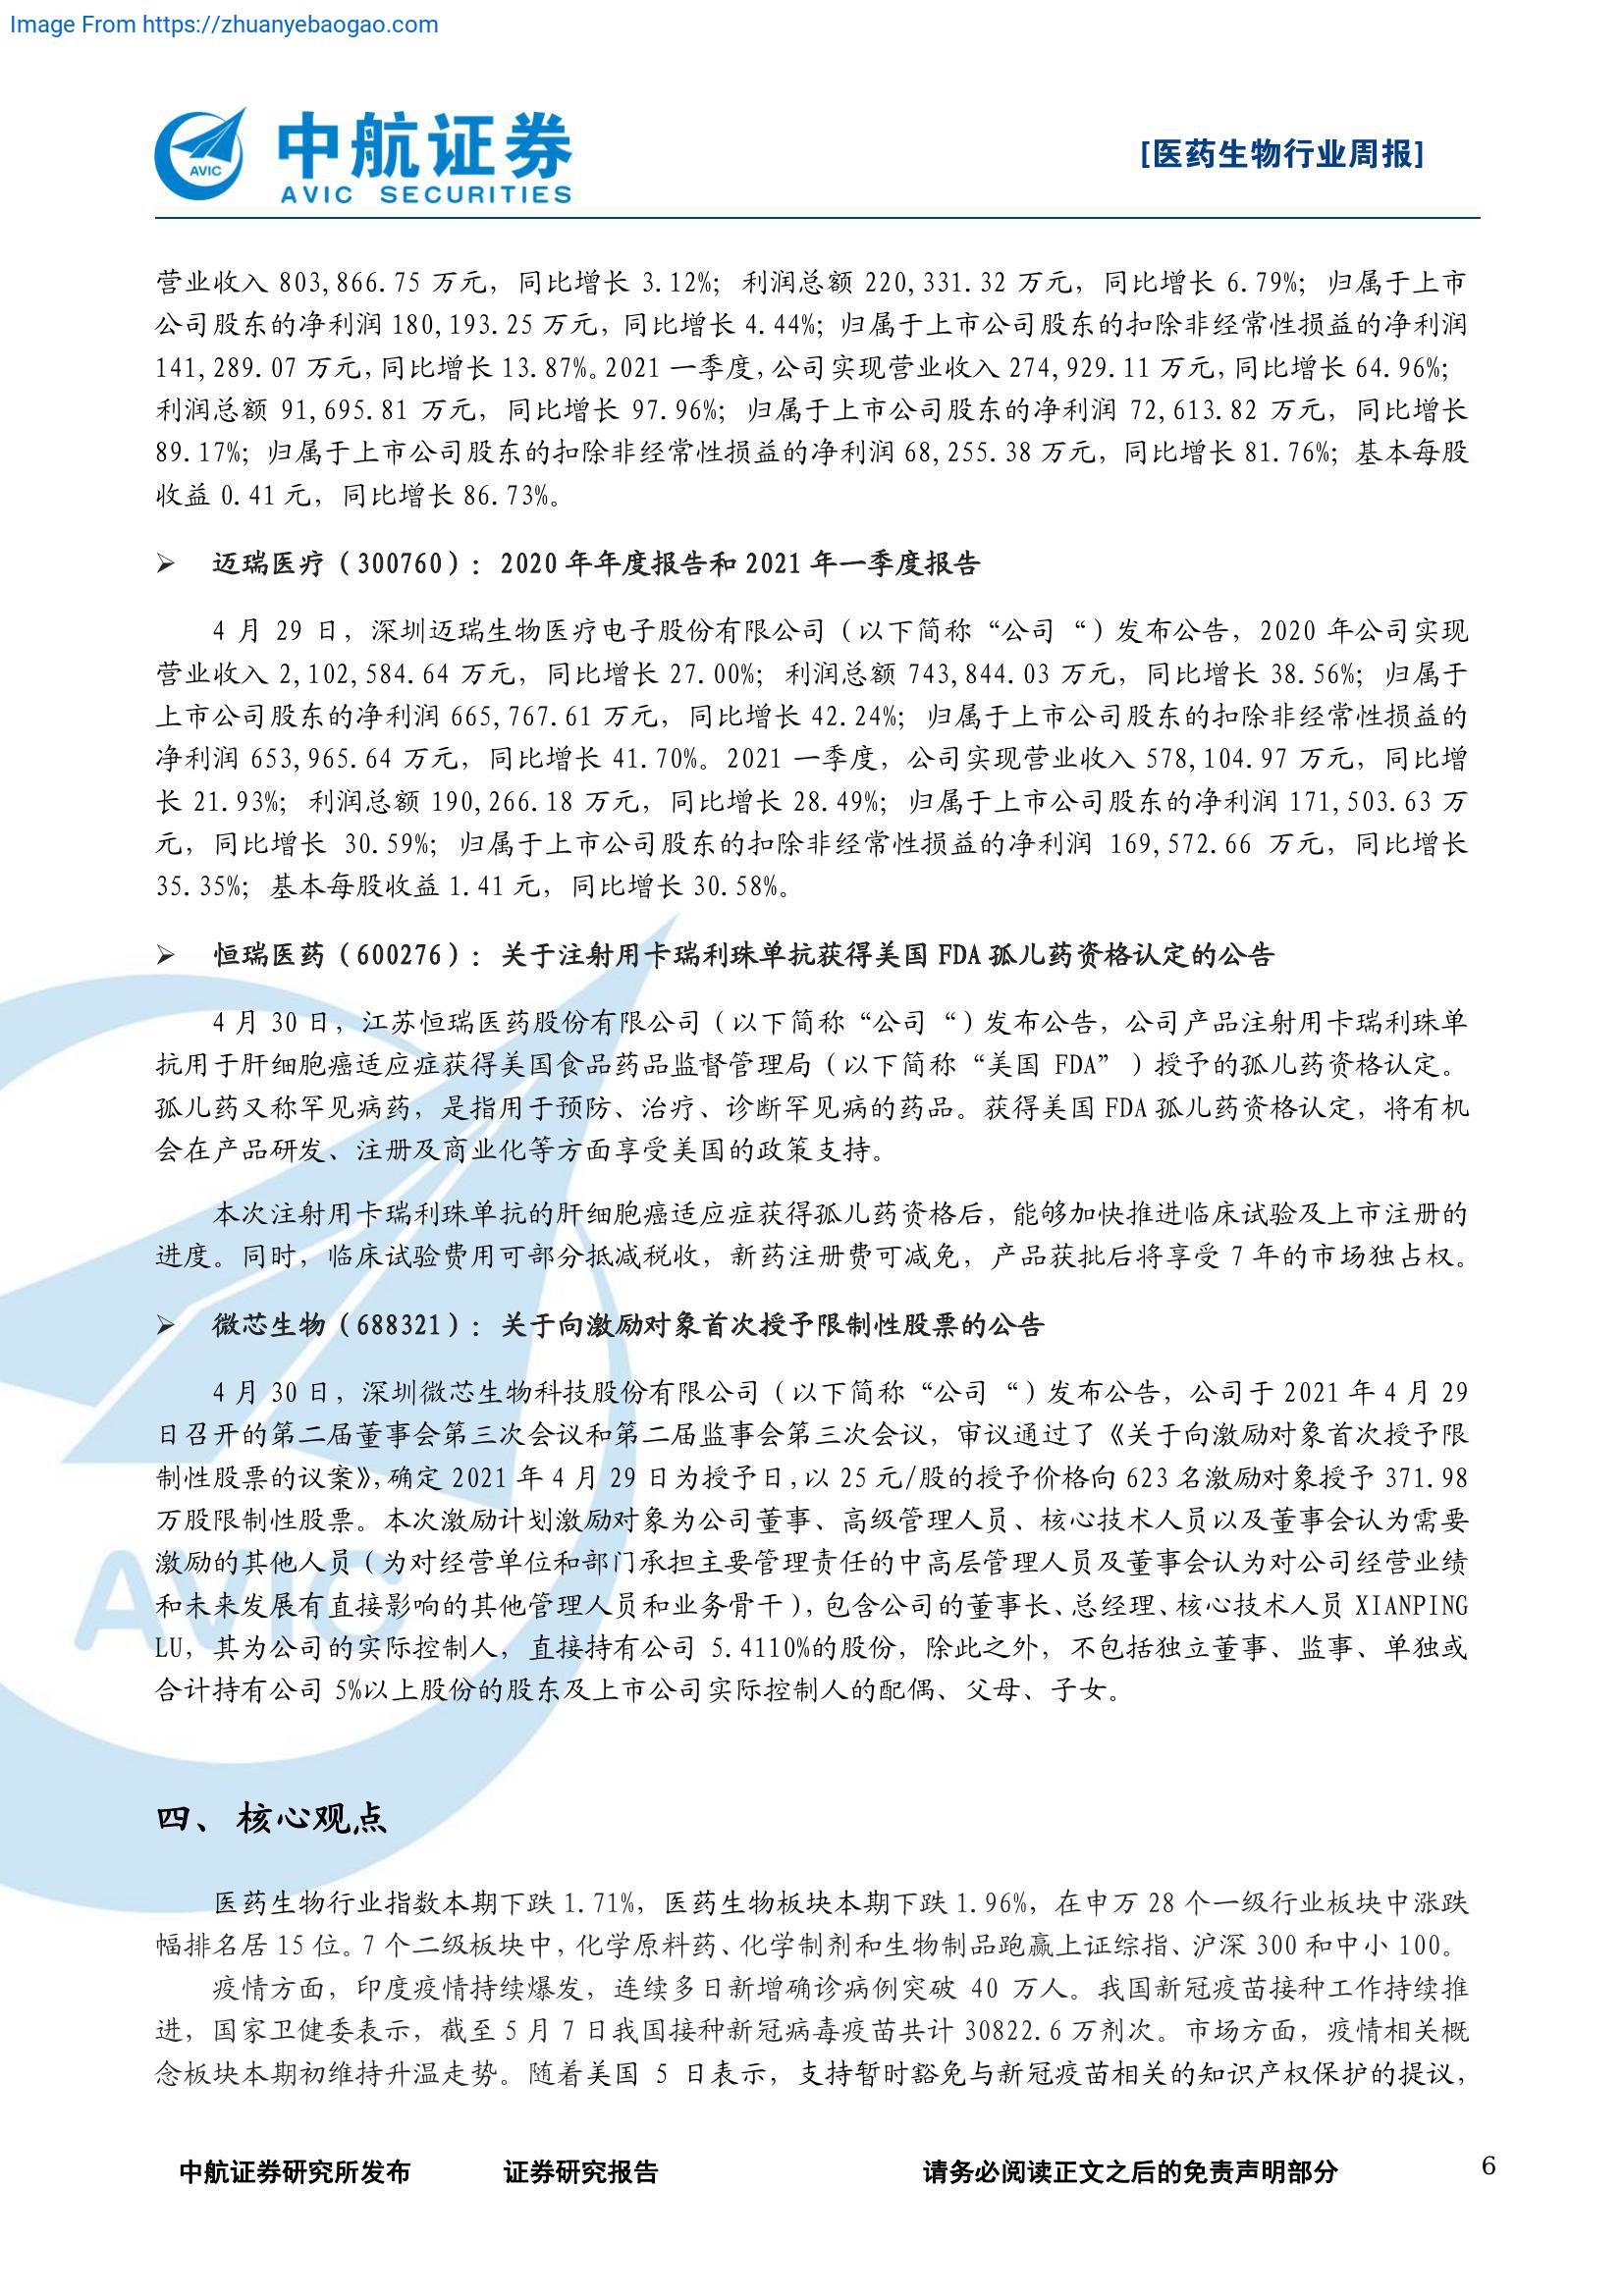 Image From https://zhuanyebaogao.com
中航证券
AVIC SECURITIES
AVIC
[医药生物行业周报]
营业收入 803,866.75 万元，同比增长 3.12%；利润总额 220,331.32 万元，同比增长 6.79%；归属于上市
公司股东的净利润 180,193.25 万元，同比增长 4.44%；归属于上市公司股东的扣除非经常性损益的净利润
141,289.07 万元，同比增长 13.87%。2021 一季度，公司实现营业收入 274,929.11 万元，同比增长 64.96%；
利润总额 91,695.81 万元，同比增长 97.96%；归属于上市公司股东的净利润 72,613.82 万元，同比增长
89.17%；归属于上市公司股东的扣除非经常性损益的净利润 68,255.38 万元，同比增长 81.76%；基本每股
收益 0.41 元，同比增长 86.73%。
➢ 迈瑞医疗（300760）：2020 年年度报告和 2021 年一季度报告
4 月 29 日，深圳迈瑞生物医疗电子股份有限公司（以下简称“公司“）发布公告，2020 年公司实现
营业收入 2,102,584.64 万元，同比增长 27.00%；利润总额 743,844.03 万元，同比增长 38.56%；归属于
上市公司股东的净利润 665,767.61 万元，同比增长 42.24%；归属于上市公司股东的扣除非经常性损益的
净利润 653,965.64 万元，同比增长 41.70%。2021 一季度，公司实现营业收入 578,104.97 万元，同比增
长 21.93%；利润总额 190,266.18 万元，同比增长 28.49%；归属于上市公司股东的净利润 171,503.63 万
元，同比增长 30.59%；归属于上市公司股东的扣除非经常性损益的净利润 169,572.66 万元，同比增长
35.35%；基本每股收益 1.41 元，同比增长 30.58%。
➢ 恒瑞医药（600276）：关于注射用卡瑞利珠单抗获得美国 FDA 孤儿药资格认定的公告
4 月 30 日，江苏恒瑞医药股份有限公司（以下简称“公司“）发布公告，公司产品注射用卡瑞利珠单
抗用于肝细胞癌适应症获得美国食品药品监督管理局（以下简称“美国 FDA”）授予的孤儿药资格认定。
孤儿药又称罕见病药，是指用于预防、治疗、诊断罕见病的药品。获得美国 FDA 孤儿药资格认定，将有机
会在产品研发、注册及商业化等方面享受美国的政策支持。
本次注射用卡瑞利珠单抗的肝细胞癌适应症获得孤儿药资格后，能够加快推进临床试验及上市注册的
进度。同时，临床试验费用可部分抵减税收，新药注册费可减免，产品获批后将享受 7 年的市场独占权。
➢ 微芯生物（688321）：关于向激励对象首次授予限制性股票的公告
4 月 30 日，深圳微芯生物科技股份有限公司（以下简称“公司“）发布公告，公司于 2021 年 4 月 29
日召开的第二届董事会第三次会议和第二届监事会第三次会议，审议通过了《关于向激励对象首次授予限
制性股票的议案》，确定 2021 年 4 月 29 日为授予日，以 25 元/股的授予价格向 623 名激励对象授予 371.98
万股限制性股票。本次激励计划激励对象为公司董事、高级管理人员、核心技术人员以及董事会认为需要
激励的其他人员（为对经营单位和部门承担主要管理责任的中高层管理人员及董事会认为对公司经营业绩
和未来发展有直接影响的其他管理人员和业务骨干），包含公司的董事长、总经理、核心技术人员 XIANPING
LU，其为公司的实际控制人，直接持有公司 5.4110%的股份，除此之外，不包括独立董事、监事、单独或
合计持有公司 5%以上股份的股东及上市公司实际控制人的配偶、父母、子女。
AVIC
四、 核心观点
医药生物行业指数本期下跌 1.71%，医药生物板块本期下跌 1.96%，在申万 28 个一级行业板块中涨跌
幅排名居 15 位。7 个二级板块中，化学原料药、化学制剂和生物制品跑赢上证综指、沪深 300 和中小 100。
疫情方面，印度疫情持续爆发，连续多日新增确诊病例突破 40 万人。我国新冠疫苗接种工作持续推
进，国家卫健委表示，截至 5 月 7 日我国接种新冠病毒疫苗共计 30822.6 万剂次。市场方面，疫情相关概
念板块本期初维持升温走势。随着美国 5 日表示，支持暂时豁免与新冠疫苗相关的知识产权保护的提议，
中航证券研究所发布 证券研究报告 请务必阅读正文之后的免责声明部分 6